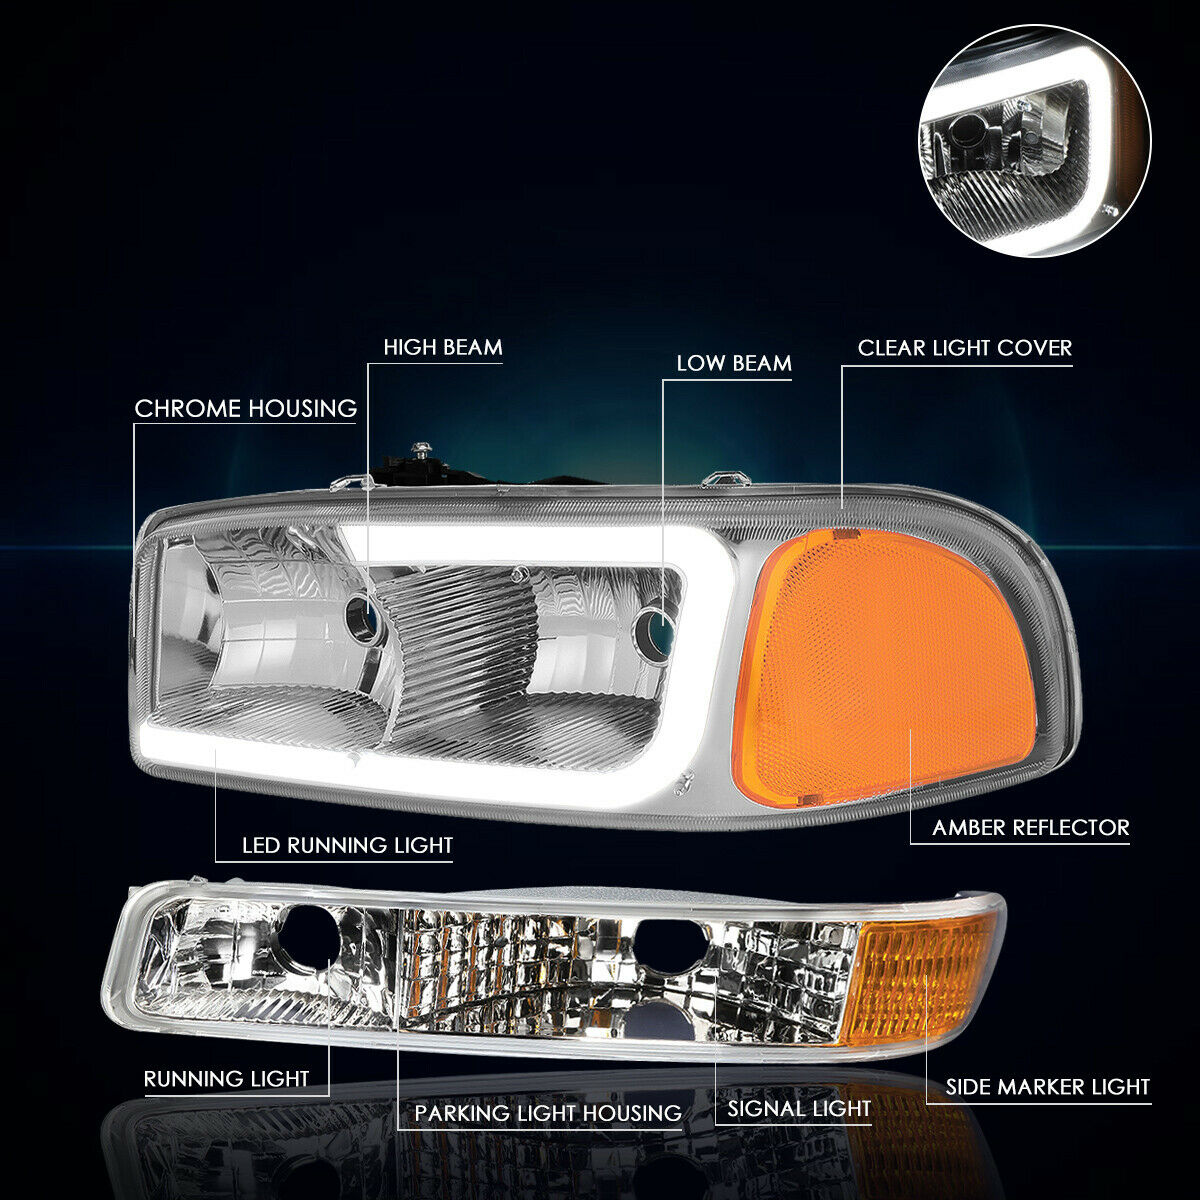 HIGH BEAM
LOW BEAM
CLEAR LIGHT COVER
CHROME HOUSING
AMBER REFLECTOR
LED RUNNING LIGHT
RUNNING LIGHT
PARKING LIGHT HOUSING
SIGNAL LIGHT
SIDE MARKER LIGHT